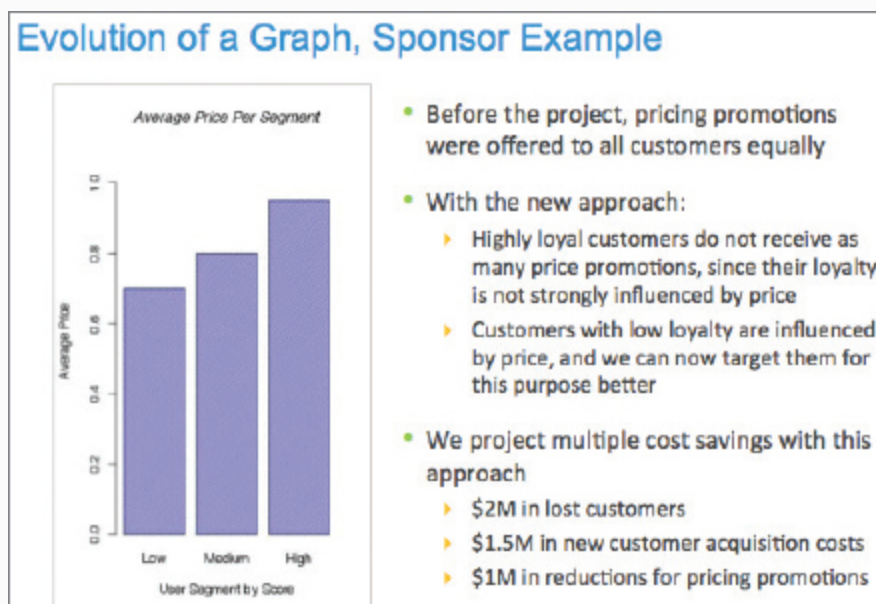 Evolution of a Graph, Sponsor Example
Average Price Per Segment
Average Price
0.0
0.2
0.4
0.6
0.8
1.0
Low
Medium
High
User Segment by Score
• Before the project, pricing promotions
were offered to all customers equally
• With the new approach:
Highly loyal customers do not receive as
many price promotions, since their loyalty
is not strongly influenced by price
Customers with low loyalty are influenced
by price, and we can now target them for
this purpose better
• We project multiple cost savings with this
approach
$2M in lost customers
$1.5M in new customer acquisition costs
$1M in reductions for pricing promotions